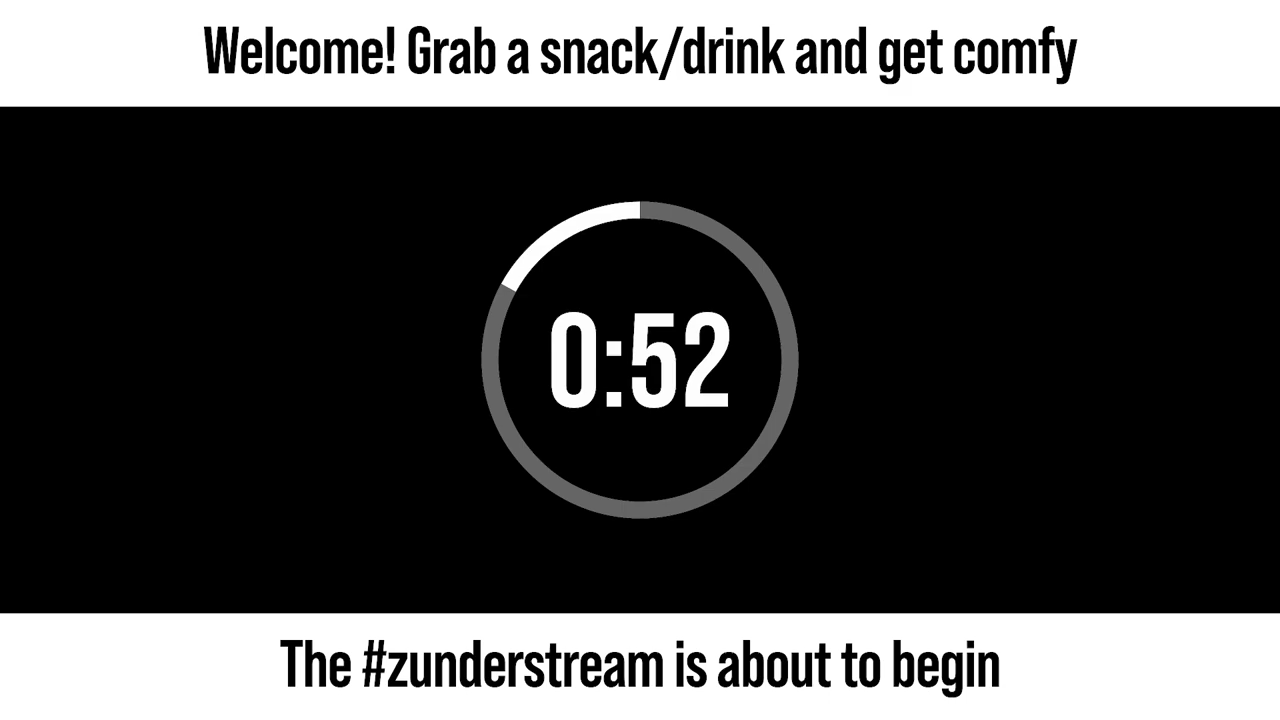 Welcome! Grab a snack/drink and get comfy
0:52
The #zunderstream is about to begin